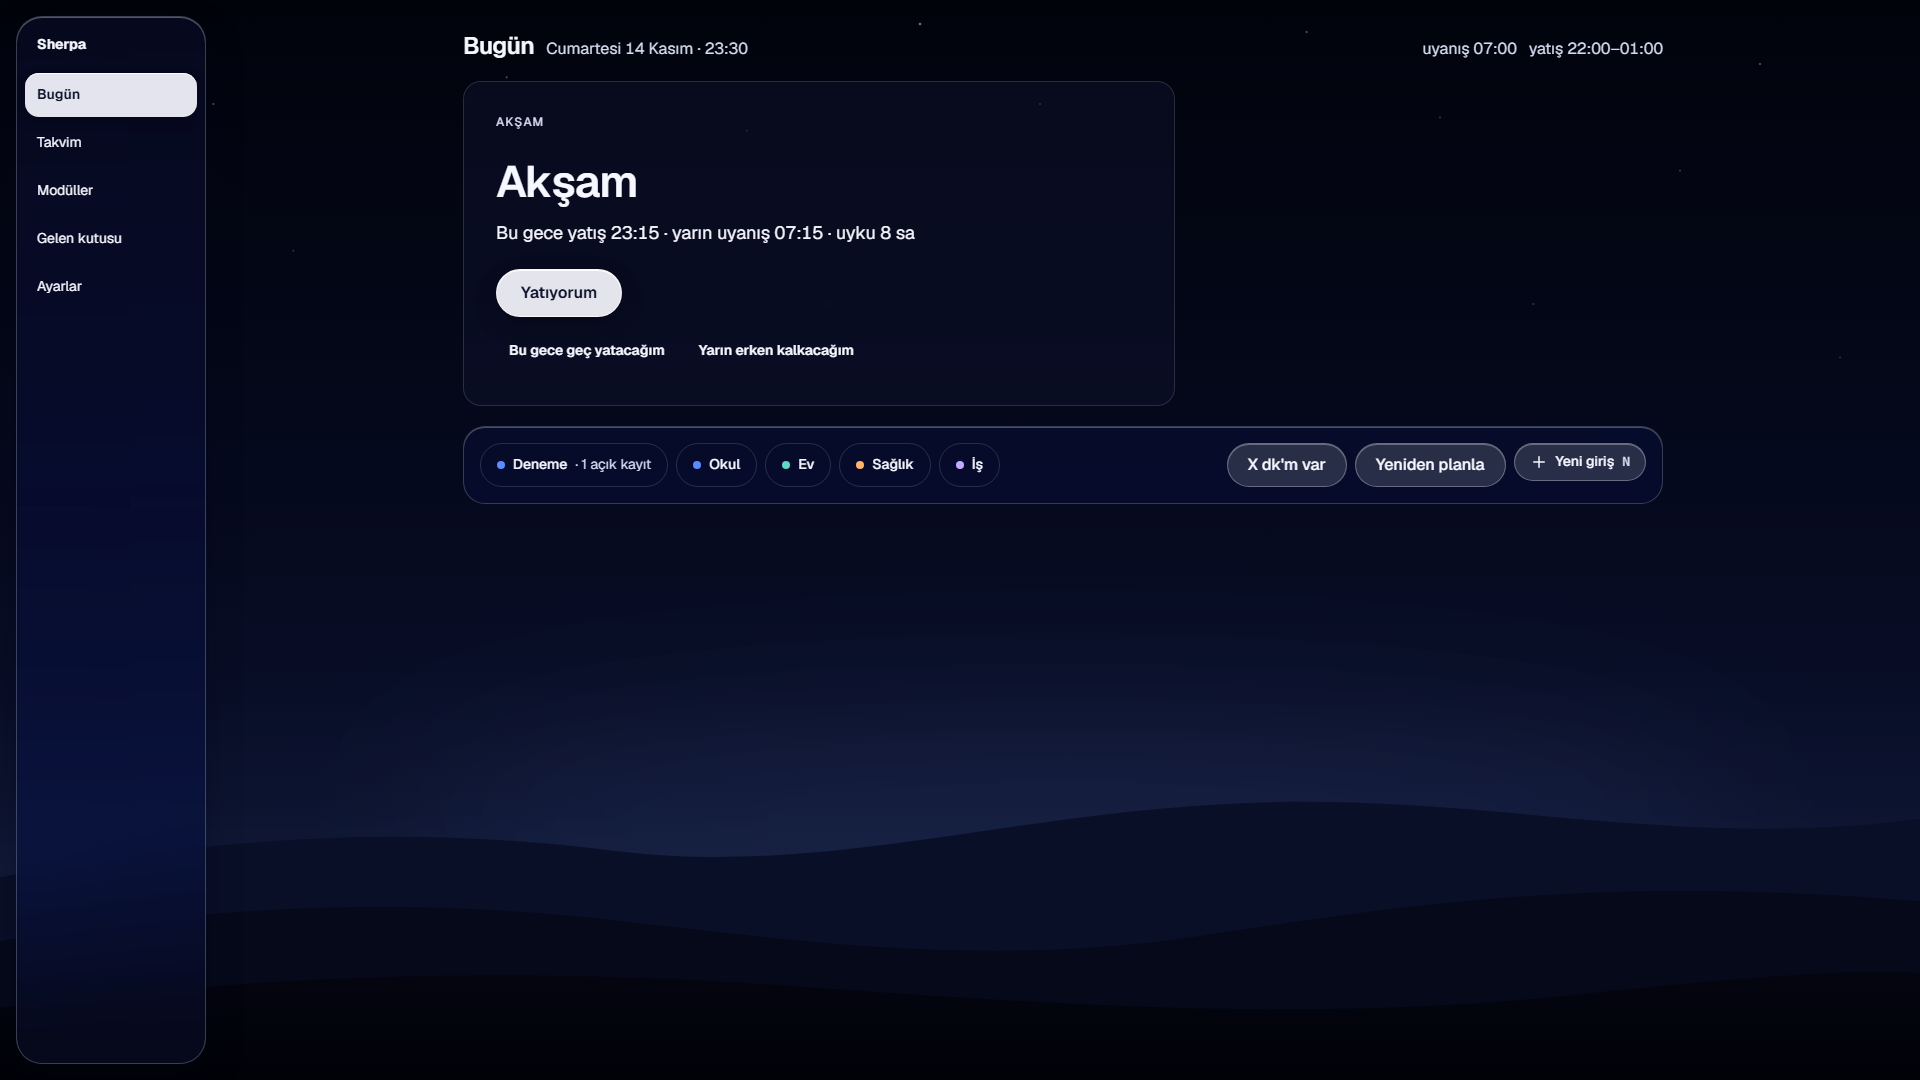 Sherpa
Bugün
Takvim
Modüller
Gelen kutusu
Ayarlar
Bugün Cumartesi 14 Kasım · 23:30
uyanış 07:00 yatış 22:00–01:00
AKŞAM
Akşam
Bu gece yatış 23:15 · yarın uyanış 07:15 · uyku 8 sa
Yatıyorum
Bu gece geç yatacağım Yarın erken kalkacağım
Deneme · 1 açık kayıt Okul Ev Sağlık İş X dk'm var Yeniden planla + Yeni giriş N